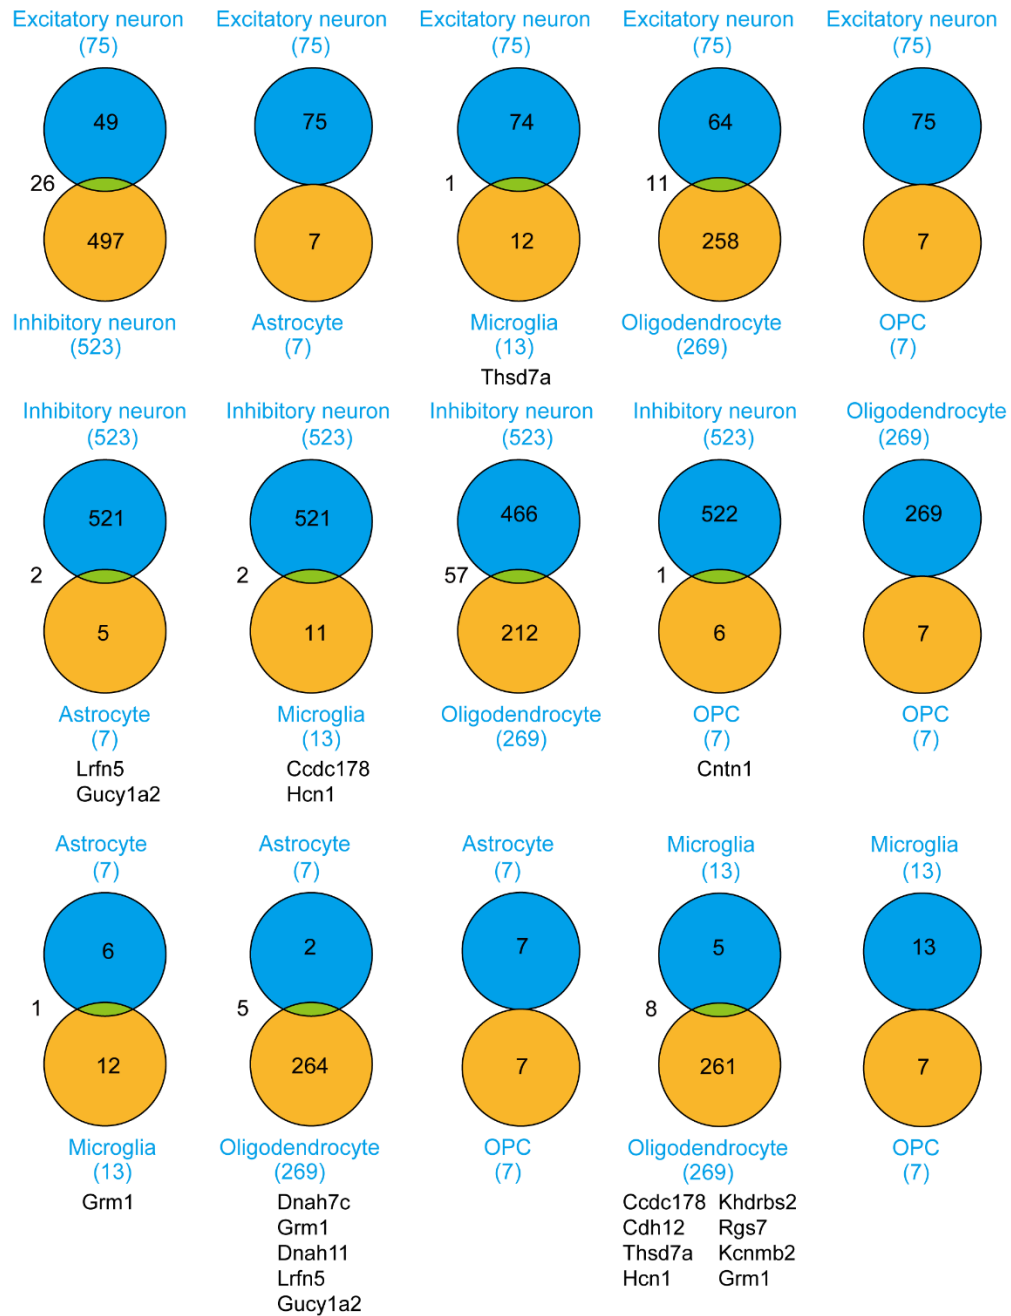 Excitatory neuron Excitatory neuron Excitatory neuron Excitatory neuron Excitatory neuron
(75) (75) (75) (75) (75)
49 75 74 64 75
26 1 11
497 7 12 258 7
Inhibitory neuron Astrocyte Microglia Oligodendrocyte OPC
(523) (7) (13) (269) (7)
Thsd7a
Inhibitory neuron Inhibitory neuron Inhibitory neuron Inhibitory neuron Oligodendrocyte
(523) (523) (523) (523) (269)
521 521 466 522 269
2 2 57 1
5 11 212 6 7
Astrocyte Microglia Oligodendrocyte OPC OPC
(7) (13) (269) (7) (7)
Lrfn5 Ccdc178 Cntn1
Gucy1a2 Hcn1
Astrocyte Astrocyte Astrocyte Microglia Microglia
(7) (7) (7) (13) (13)
6 2 7 5 13
1 5 8
12 264 7 261 7
Microglia Oligodendrocyte OPC Oligodendrocyte OPC
(13) (269) (7) (269) (7)
Grm1 Dnah7c Ccdc178 Khdrbs2
Grm1 Cdh12 Rgs7
Dnah11 Thsd7a Kcnmb2
Lrfn5 Hcn1 Grm1
Gucy1a2